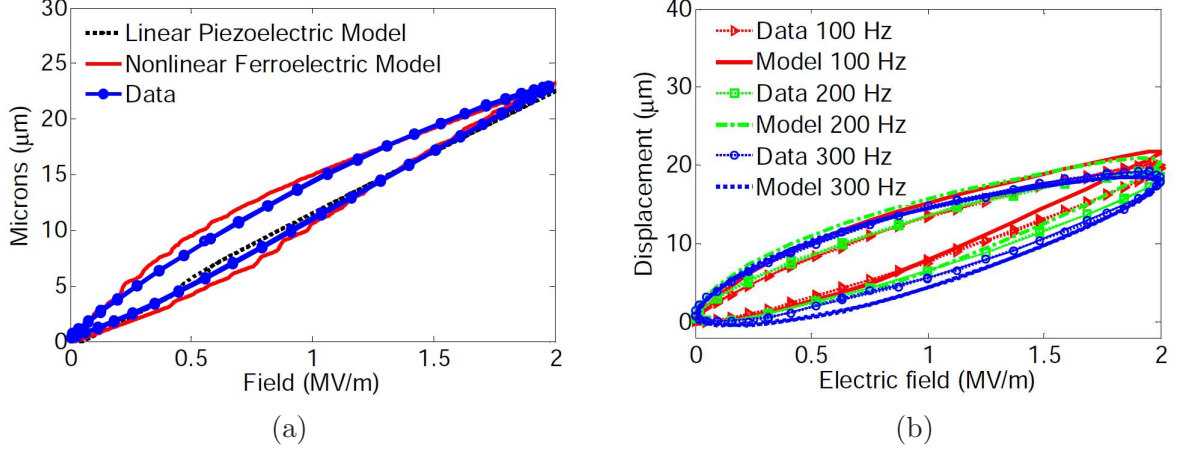 30
25
20
15
10
5
0
0
0.5
1
1.5
2
Microns (μm)
Field (MV/m)
Linear Piezoelectric Model
Nonlinear Ferroelectric Model
Data
(a)
40
30
20
10
0
0
0.5
1
1.5
2
Displacement (μm)
Electric field (MV/m)
Data 100 Hz
Model 100 Hz
Data 200 Hz
Model 200 Hz
Data 300 Hz
Model 300 Hz
(b)